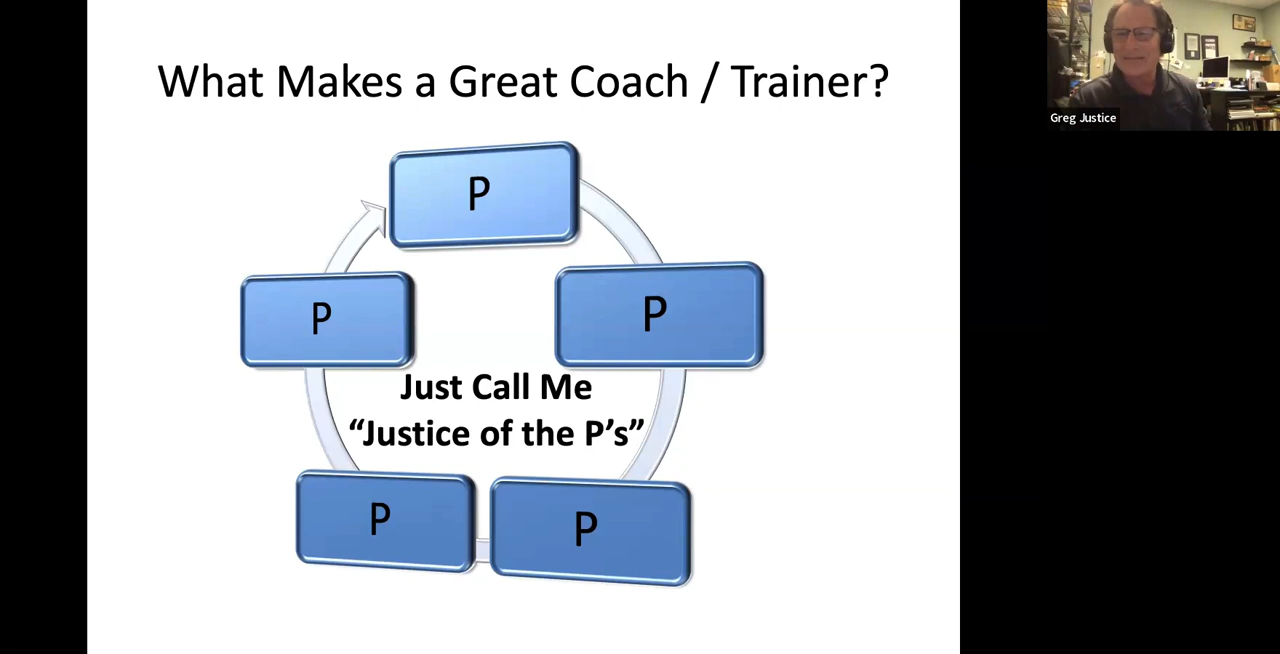 What Makes a Great Coach / Trainer?
Greg Justice
P
P
P
Just Call Me
“Justice of the P’s”
P
P